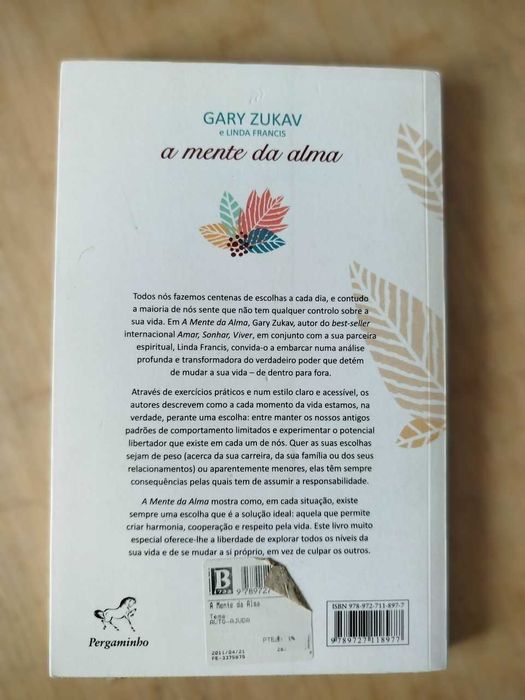 GARY ZUKAV
e LINDA FRANCIS
a mente da alma
Todos nós fazemos centenas de escolhas a cada dia, e contudo
a maioria de nós sente que não tem qualquer controlo sobre a
sua vida. Em A Mente da Alma, Gary Zukav, autor do best-seller
internacional Amar, Sonhar, Viver, em conjunto com a sua parceira
espiritual, Linda Francis, convida-o a embarcar numa análise
profunda e transformadora do verdadeiro poder que detém
de mudar a sua vida – de dentro para fora.
Através de exercícios práticos e num estilo claro e acessível, os
autores descrevem como a cada momento da vida estamos, na
verdade, perante uma escolha: entre manter os nossos antigos
padrões de comportamento limitados e experimentar o potencial
libertador que existe em cada um de nós. Quer as suas escolhas
sejam de peso (acerca da sua carreira, da sua família ou dos seus
relacionamentos) ou aparentemente menores, elas têm sempre
consequências pelas quais tem de assumir a responsabilidade.
A Mente da Alma mostra como, em cada situação, existe
sempre uma escolha que é a solução ideal: aquela que permite
criar harmonia, cooperação e respeito pela vida. Este livro muito
especial oferece-lhe a liberdade de explorar todos os níveis da
sua vida e de se mudar a si próprio, em vez de culpar os outros.
B
1732
9 789727
A Mente da Alma
Tema
AUTO-AJUDA
2011/04/21
Pergaminho
ISBN 978-972-711-897-7
9 789727 118977